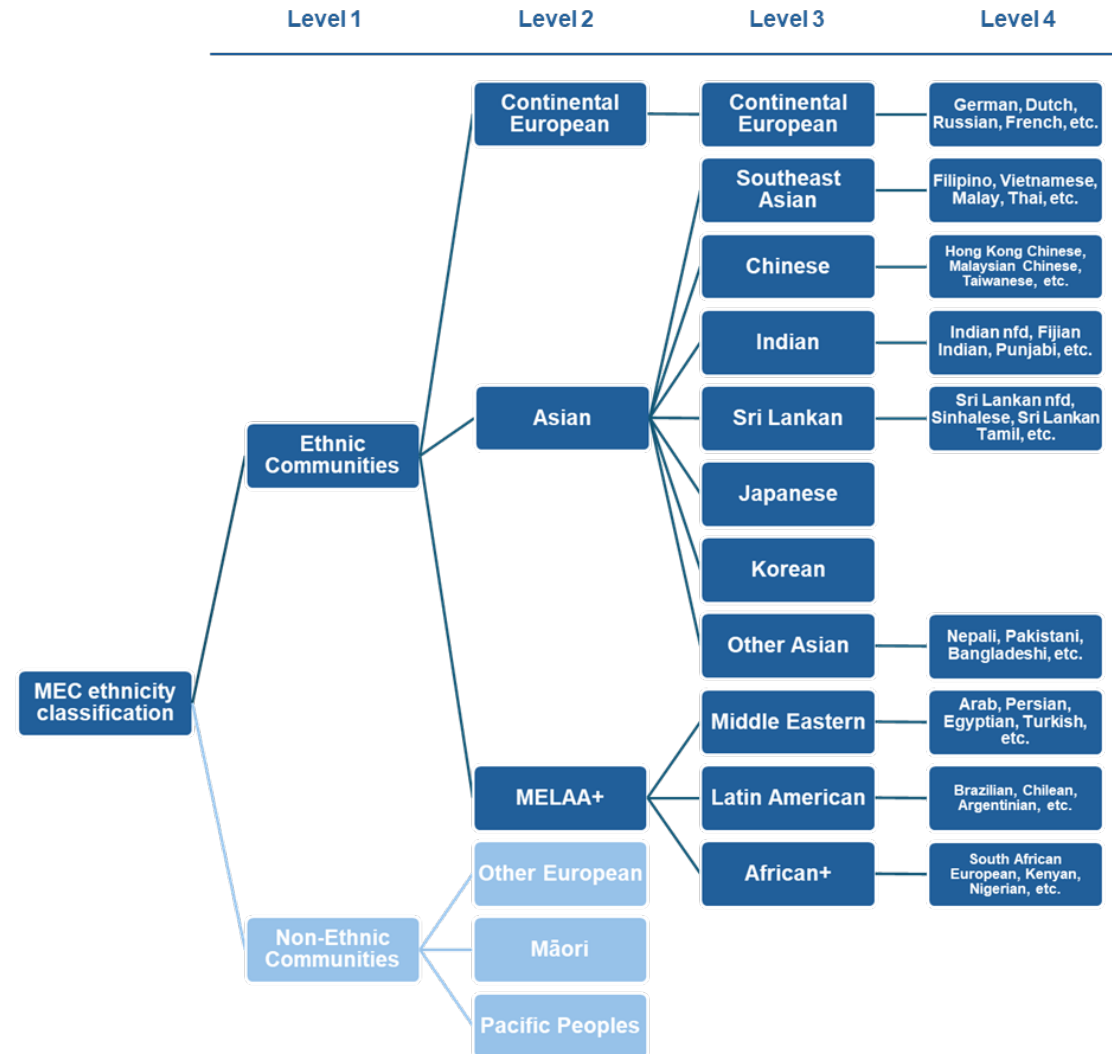 Level 1
Level 2
Level 3
Level 4
Continental
European
Continental
European
German, Dutch,
Russian, French, etc.
Southeast
Asian
Filipino, Vietnamese,
Malay, Thai, etc.
Chinese
Hong Kong Chinese,
Malaysian Chinese,
Taiwanese, etc.
Indian
Indian nfd, Fijian
Indian, Punjabi, etc.
Ethnic
Communities
Asian
Sri Lankan
Sri Lankan nfd,
Sinhalese, Sri Lankan
Tamil, etc.
Japanese
Korean
Other Asian
Nepali, Pakistani,
Bangladeshi, etc.
MEC ethnicity
classification
Middle Eastern
Arab, Persian,
Egyptian, Turkish,
etc.
MELAA+
Latin American
Brazilian, Chilean,
Argentinian, etc.
Other European
African+
South African
European, Kenyan,
Nigerian, etc.
Non-Ethnic
Communities
Māori
Pacific Peoples